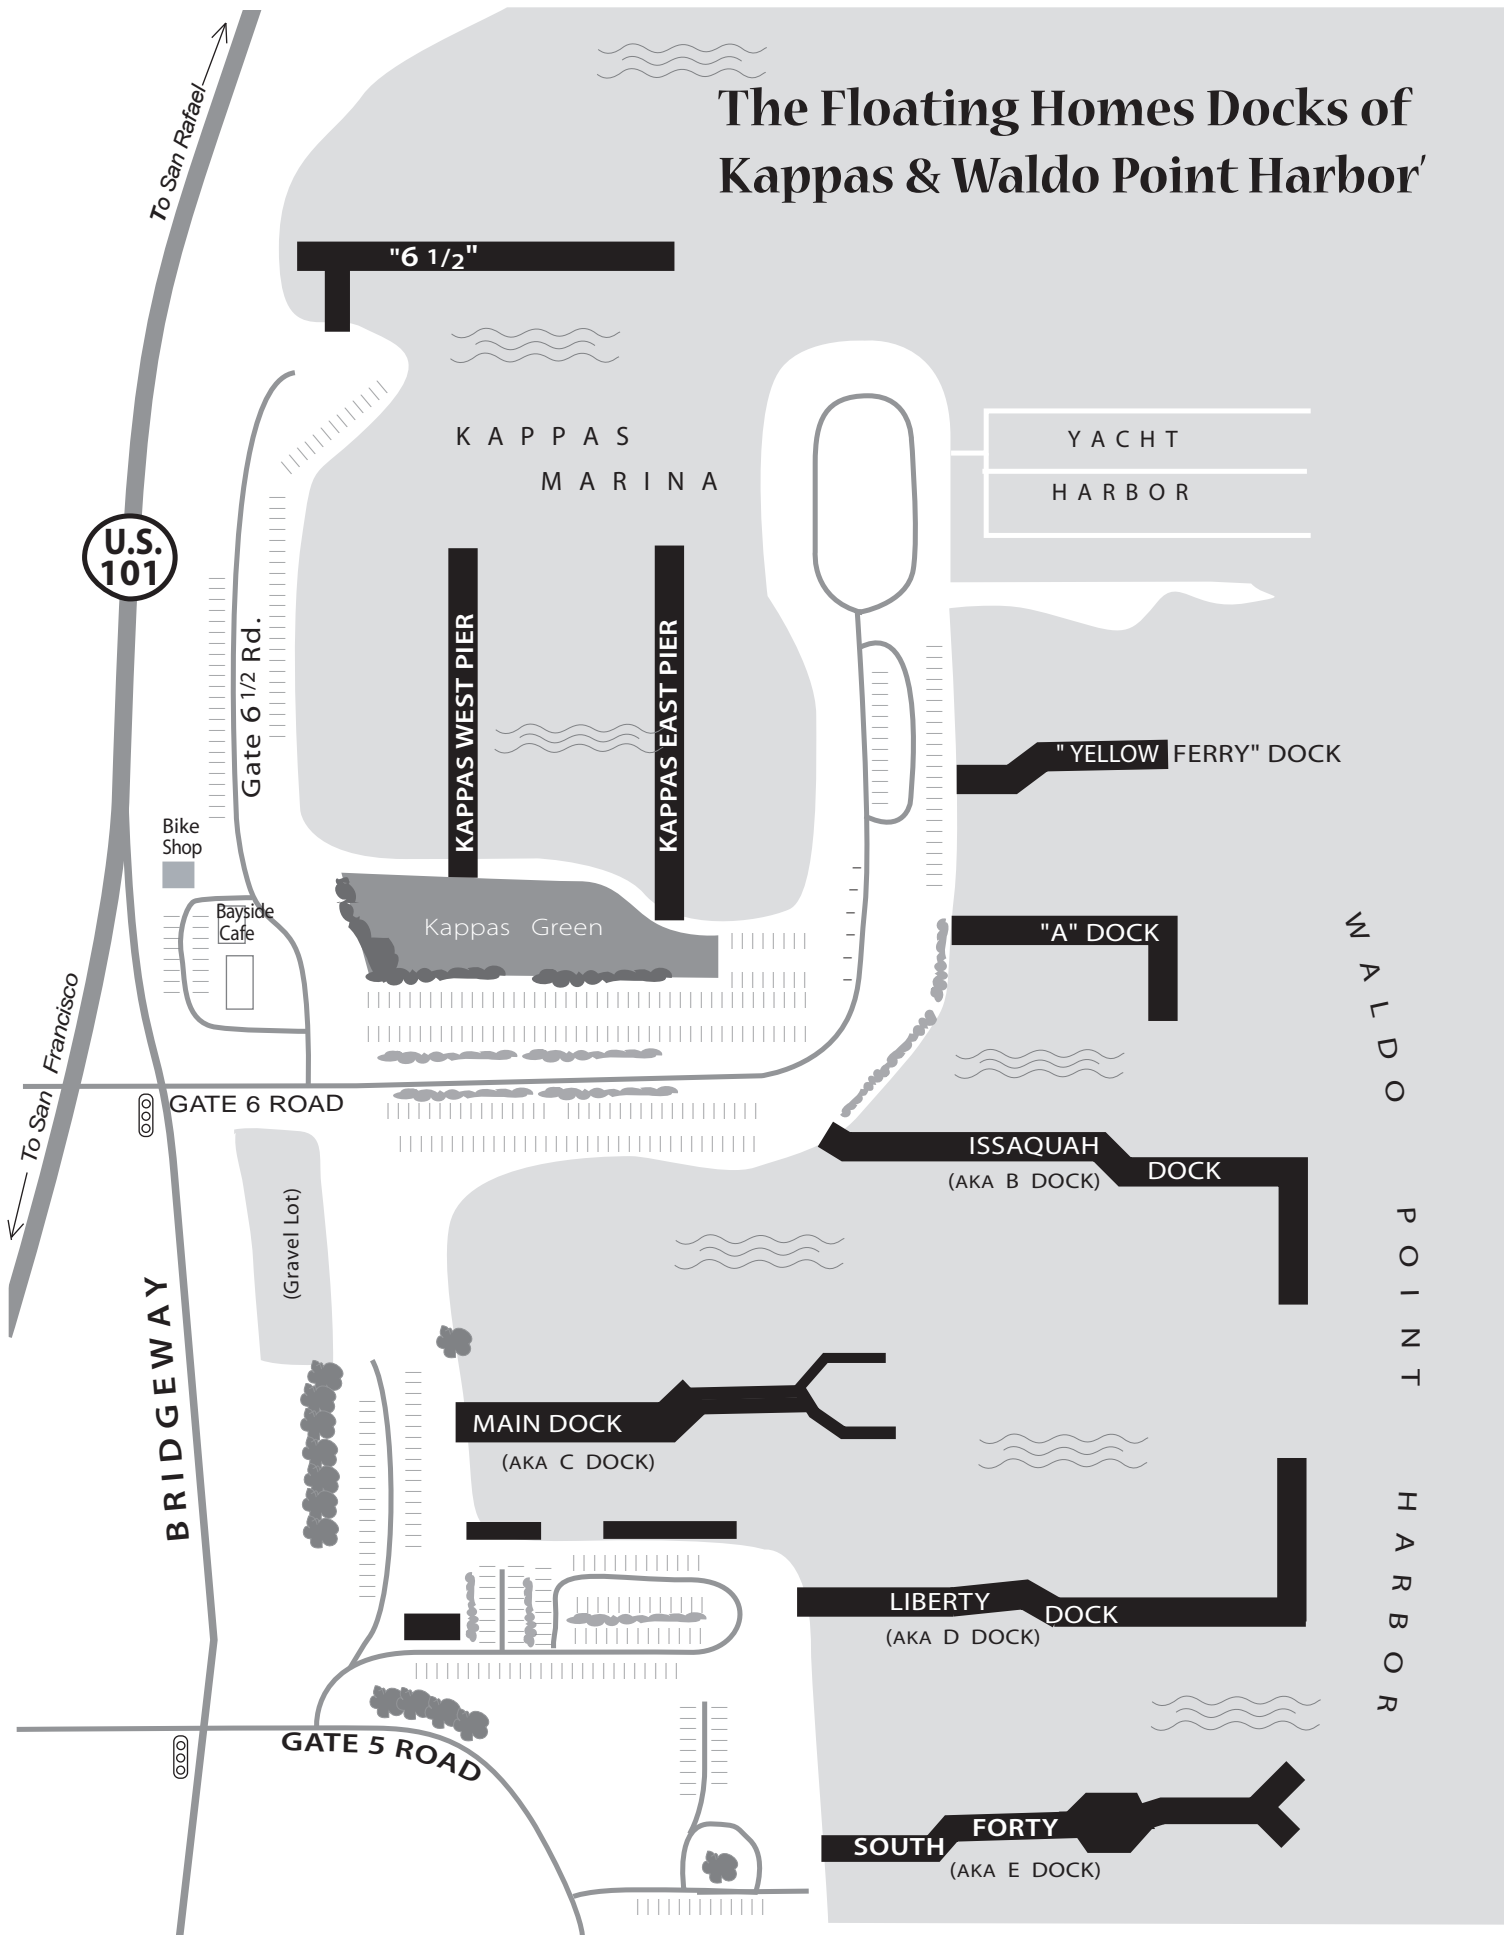 The Floating Homes Docks of
Kappas & Waldo Point Harbor'
To San Rafael
"6 1/2"
KAPPAS
MARINA
YACHT
HARBOR
U.S.
101
Gate 6 1/2 Rd.
KAPPAS WEST PIER
KAPPAS EAST PIER
"YELLOW FERRY" DOCK
Bike
Shop
Bayside
Cafe
Kappas Green
"A" DOCK
To San Francisco
GATE 6 ROAD
ISSAQUAH DOCK
(AKA B DOCK)
(Gravel Lot)
BRIDGEWAY
WALDO POINT HARBOR
MAIN DOCK
(AKA C DOCK)
LIBERTY DOCK
(AKA D DOCK)
GATE 5 ROAD
SOUTH FORTY
(AKA E DOCK)